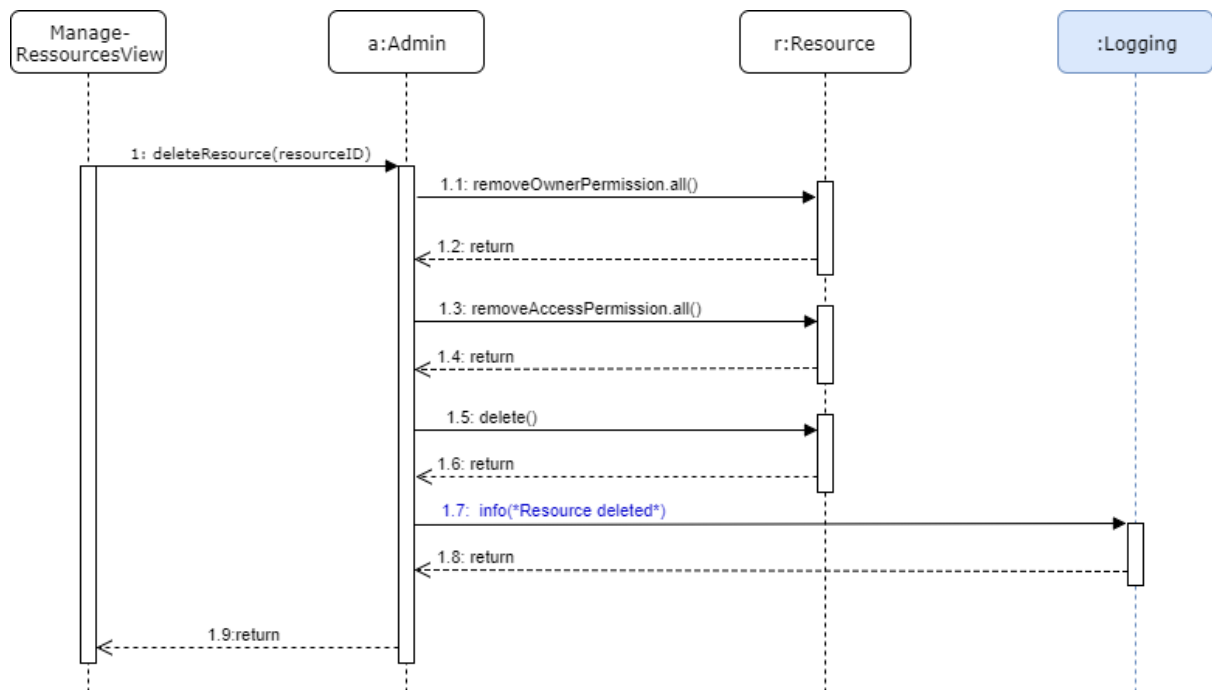 Manage-
RessourcesView
a:Admin
r:Resource
:Logging
1: deleteResource(resourceID)
1.1: removeOwnerPermission.all()
1.2: return
1.3: removeAccessPermission.all()
1.4: return
1.5: delete()
1.6: return
1.7: info(*Resource deleted*)
1.8: return
1.9:return